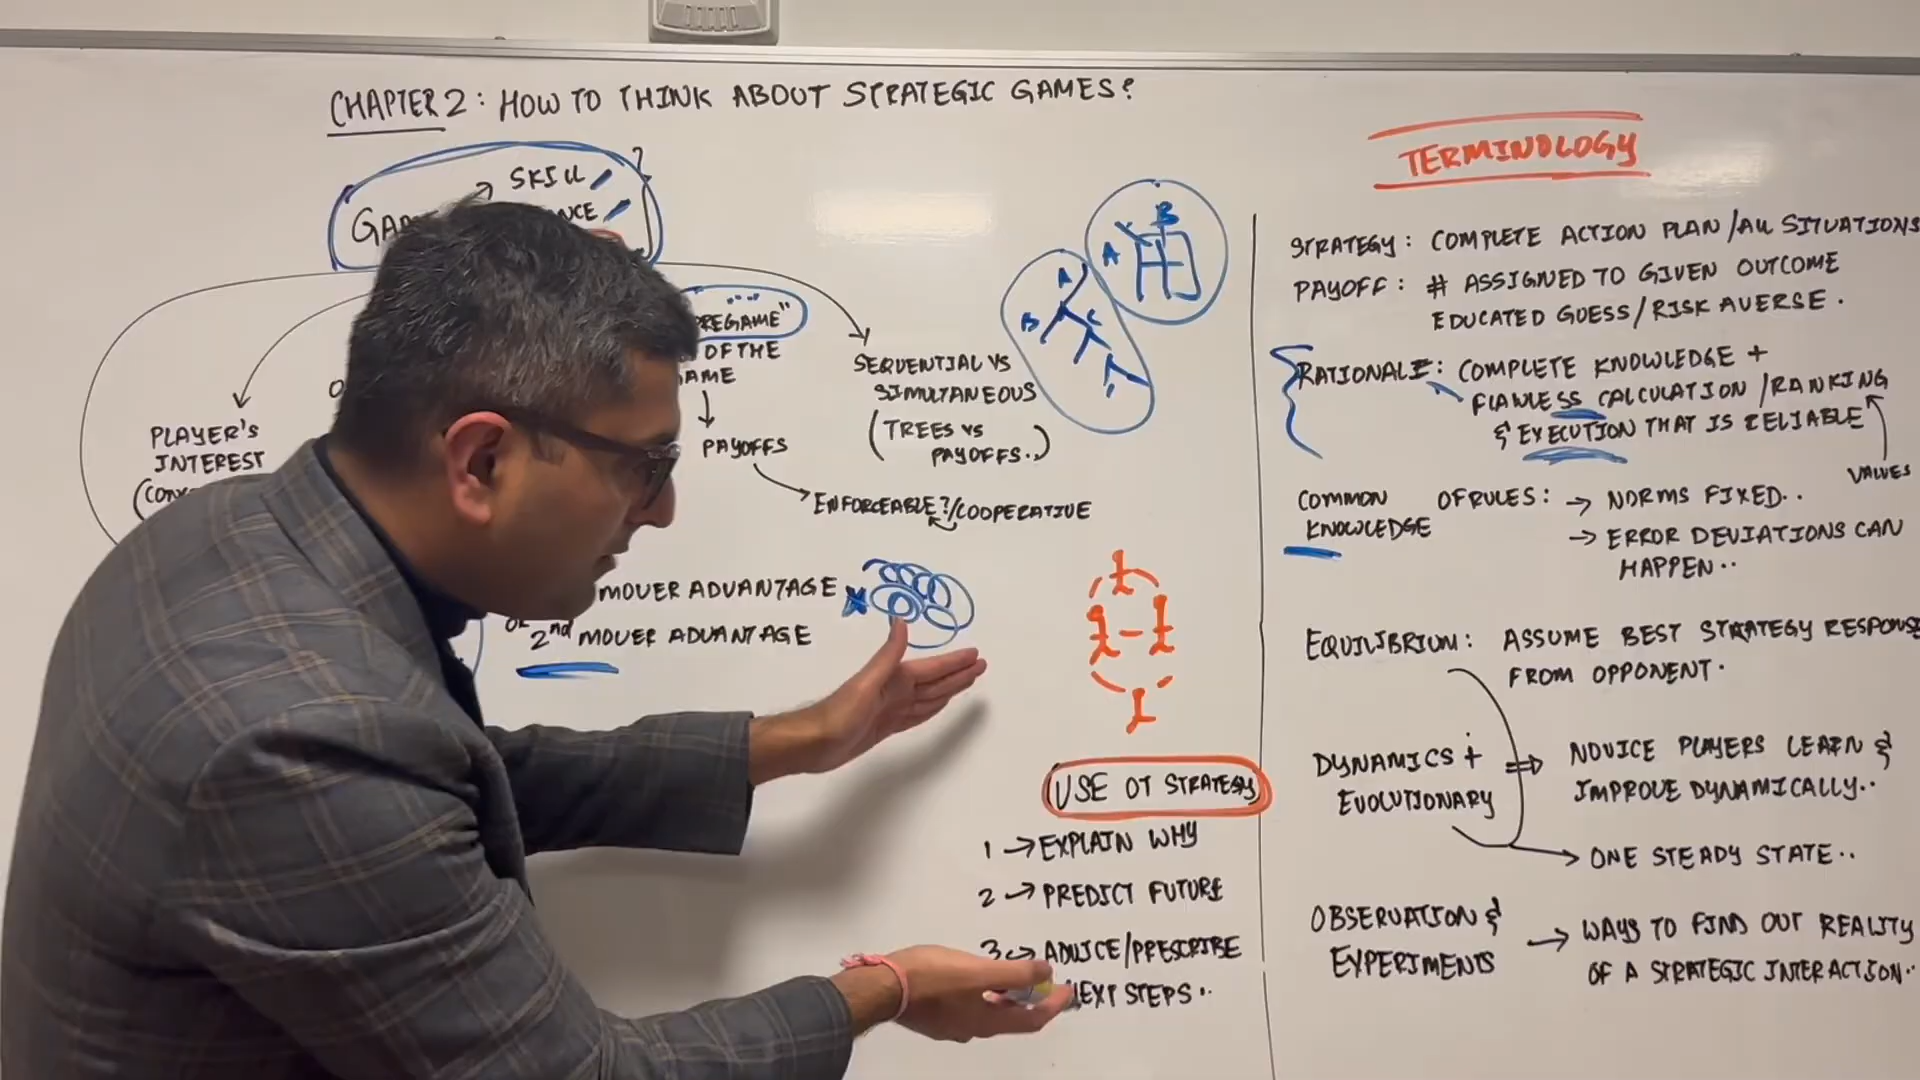 CHAPTER 2: HOW TO THINK ABOUT STRATEGIC GAMES?
SKILL
"PREGAME"
OF THE
PAYOFFS
SEQUENTIAL VS
SIMULTANEOUS
(TREES VS
PAYOFFS..)
PLAYER'S
INTEREST
ENFORCEABLE?/COOPERATIVE
MOVER ADVANTAGE
OR 2nd MOVER ADVANTAGE
A
B
C
B
A
USE OT STRATEGY
1 → EXPLAIN WHY
2 → PREDICT FUTURE
3 → ADVICE/PRESCRIBE
NEXT STEPS..
TERMINOLOGY
STRATEGY: COMPLETE ACTION PLAN/ALL SITUATIONS
PAYOFF: # ASSIGNED TO GIVEN OUTCOME
EDUCATED GUESS/RISK AVERSE.
RATIONALE: COMPLETE KNOWLEDGE +
FLAWLESS CALCULATION/RANKING
& EXECUTION THAT IS RELIABLE
VALUES
COMMON KNOWLEDGE OF RULES: → NORMS FIXED..
→ ERROR DEVIATIONS CAN
HAPPEN..
EQUILIBRIUM: ASSUME BEST STRATEGY RESPONSE
FROM OPPONENT.
DYNAMICS +
EVOLUTIONARY
⇒ NOVICE PLAYERS LEARN &
IMPROVE DYNAMICALLY..
→ ONE STEADY STATE..
OBSERVATION &
EXPERIMENTS
→ WAYS TO FIND OUT REALITY
OF A STRATEGIC INTERACTION..